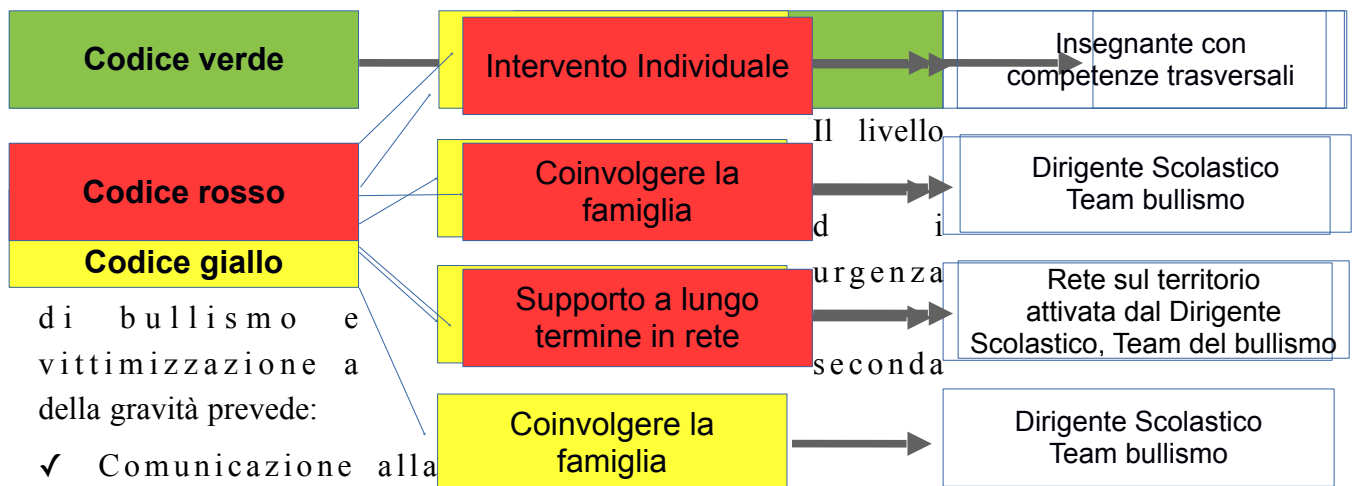 Codice verde
Intervento Individuale
Insegnante con
competenze trasversali
Il livello
Codice rosso
Coinvolgere la
famiglia
Dirigente Scolastico
Team bullismo
di
Codice giallo
urgenza
Supporto a lungo
termine in rete
Rete sul territorio
attivata dal Dirigente
Scolastico, Team del bullismo
di bullismo e
vittimizzazione a
seconda
della gravità prevede:
Coinvolgere la
famiglia
Dirigente Scolastico
Team bullismo
✓ Comunicazione alla